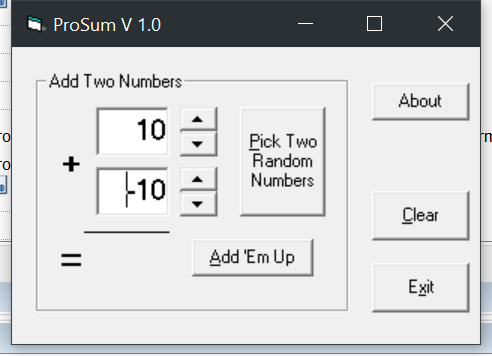 ProSum V 1.0
Add Two Numbers
10
+
-10
=
Pick Two
Random
Numbers
Add 'Em Up
About
Clear
Exit